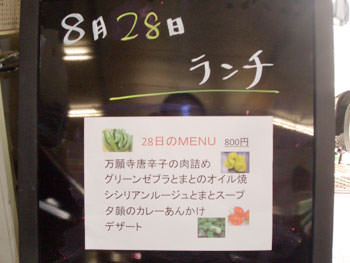 8月28日
ランチ
28日のMENU 800円
万願寺唐辛子の肉詰め
グリーンゼブラとまとのオイル焼
シシリアンルージュとまとスープ
夕顔のカレーあんかけ
デザート